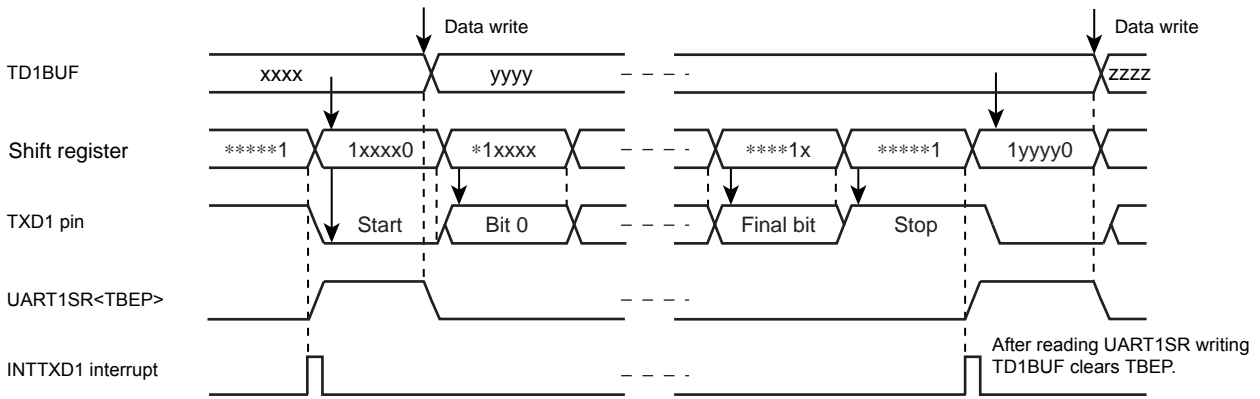 Data write
Data write
TD1BUF
xxxx
yyyy
zzzz
Shift register
*****1
1xxxx0
*1xxxx
****1x
*****1
1yyyy0
TXD1 pin
Start
Bit 0
Final bit
Stop
UART1SR<TBEP>
INTTXD1 interrupt
After reading UART1SR writing
TD1BUF clears TBEP.